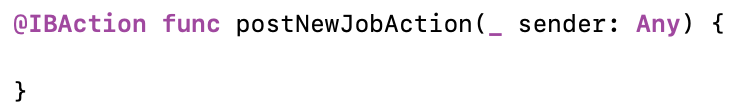 @IBAction func postNewJobAction(_ sender: Any) {
}